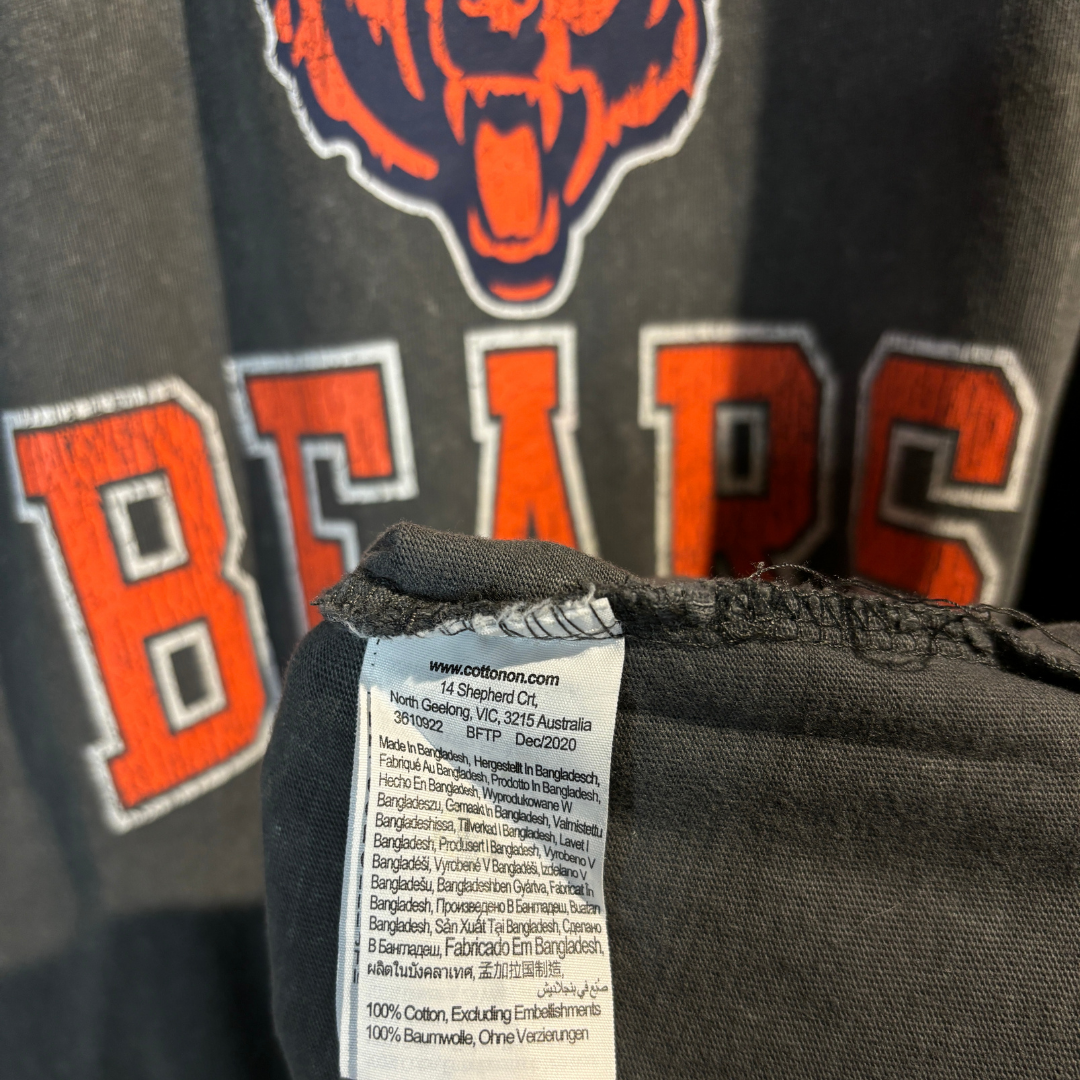 BEARS
www.cottonon.com
14 Shepherd Crt,
North Geelong, VIC, 3215 Australia
3610922 BFTP Dec/2020
Made In Bangladesh, Hergestellt In Bangladesch,
Fabriqué Au Bangladesh, Prodotto In Bangladesh,
Hecho En Bangladesh, Wyprodukowane W
Bangladeszu, Gemaakt In Bangladesh, Valmistettu
Bangladeshissa, Tillverkad I Bangladesh, Lavet I
Bangladesh, Produsert I Bangladesh, Vyrobeno V
Bangladéši, Vyrobené V Bangladéši, Izdelano V
Bangladešu, Bangladeshben Gyártva, Fabricat În
Bangladesh, Произведено В Бангладеш, Buatan
Bangladesh, Sản Xuất Tại Bangladesh, Сделано
В Бангладеш, Fabricado Em Bangladesh,
ผลิตในบังคลาเทศ, 孟加拉国制造,
صنع في بنجلاديش
100% Cotton, Excluding Embellishments
100% Baumwolle, Ohne Verzierungen